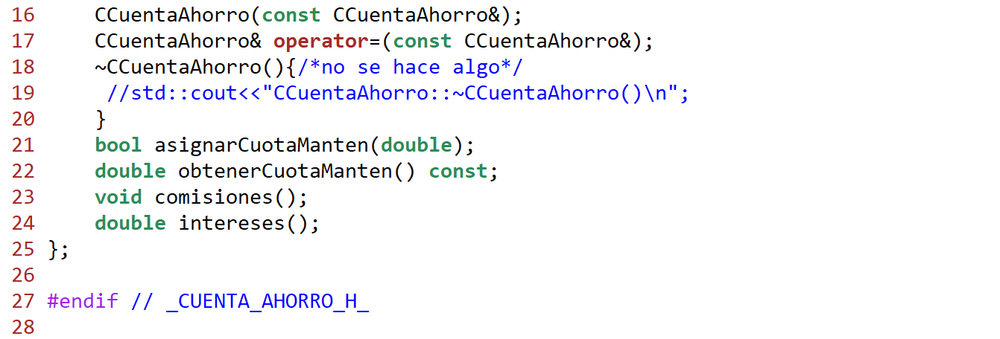 16     CCuentaAhorro(const CCuentaAhorro&);
17     CCuentaAhorro& operator=(const CCuentaAhorro&);
18     ~CCuentaAhorro(){/*no se hace algo*/
19      //std::cout<<"CCuentaAhorro::~CCuentaAhorro()\n";
20     }
21     bool asignarCuotaManten(double);
22     double obtenerCuotaManten() const;
23     void comisiones();
24     double intereses();
25 };
26
27 #endif // _CUENTA_AHORRO_H_
28